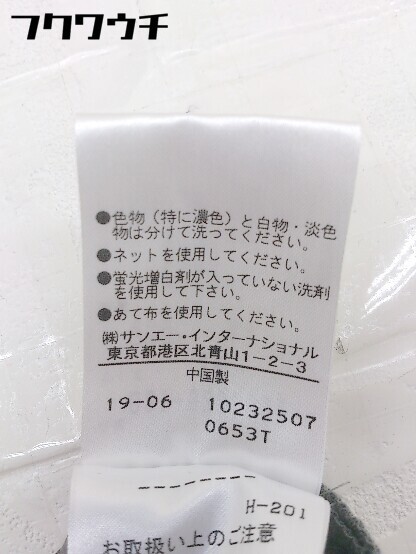 フクワウチ
●色物（特に濃色）と白物・淡色
物は分けて洗ってください。
●ネットを使用してください。
●蛍光増白剤が入っていない洗剤
を使用して下さい。
●あて布を使用してください。
㈱サンエー・インターナショナル
東京都港区北青山1-2-3
中国製
19-06 10232507
0653T
H-201
お取扱い上のご注意